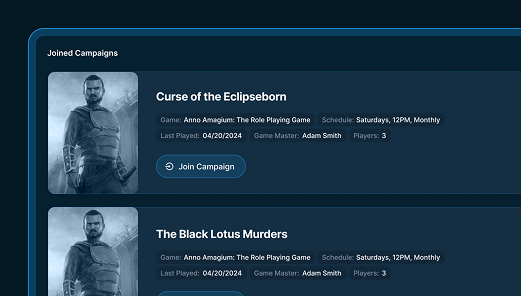 Joined Campaigns
Curse of the Eclipseborn
Game: Anno Amagium: The Role Playing Game Schedule: Saturdays, 12PM, Monthly
Last Played: 04/20/2024 Game Master: Adam Smith Players: 3
Join Campaign
The Black Lotus Murders
Game: Anno Amagium: The Role Playing Game Schedule: Saturdays, 12PM, Monthly
Last Played: 04/20/2024 Game Master: Adam Smith Players: 3